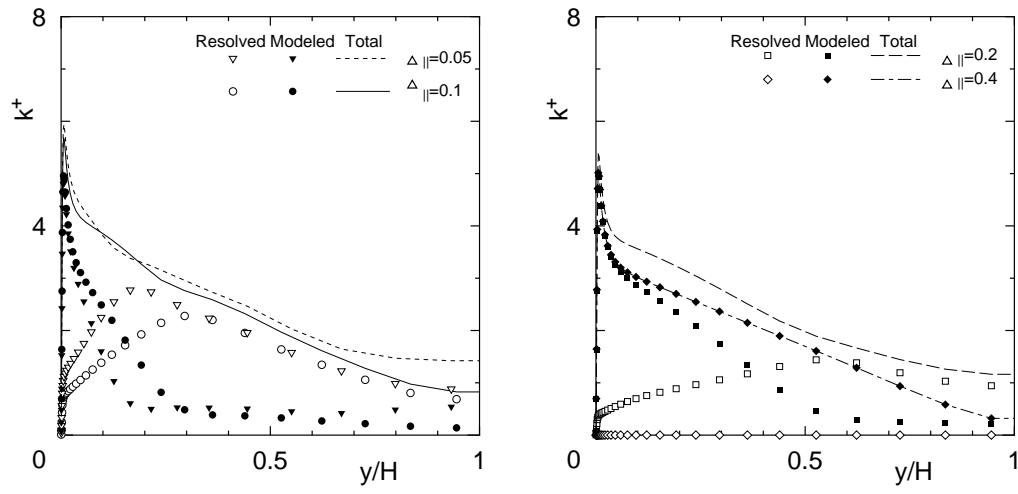 8
Resolved Modeled Total
△ ||=0.05
△ ||=0.1
k+
4
0
0.5
1
y/H
8
Resolved Modeled Total
△ ||=0.2
△ ||=0.4
k+
4
0
0.5
1
y/H